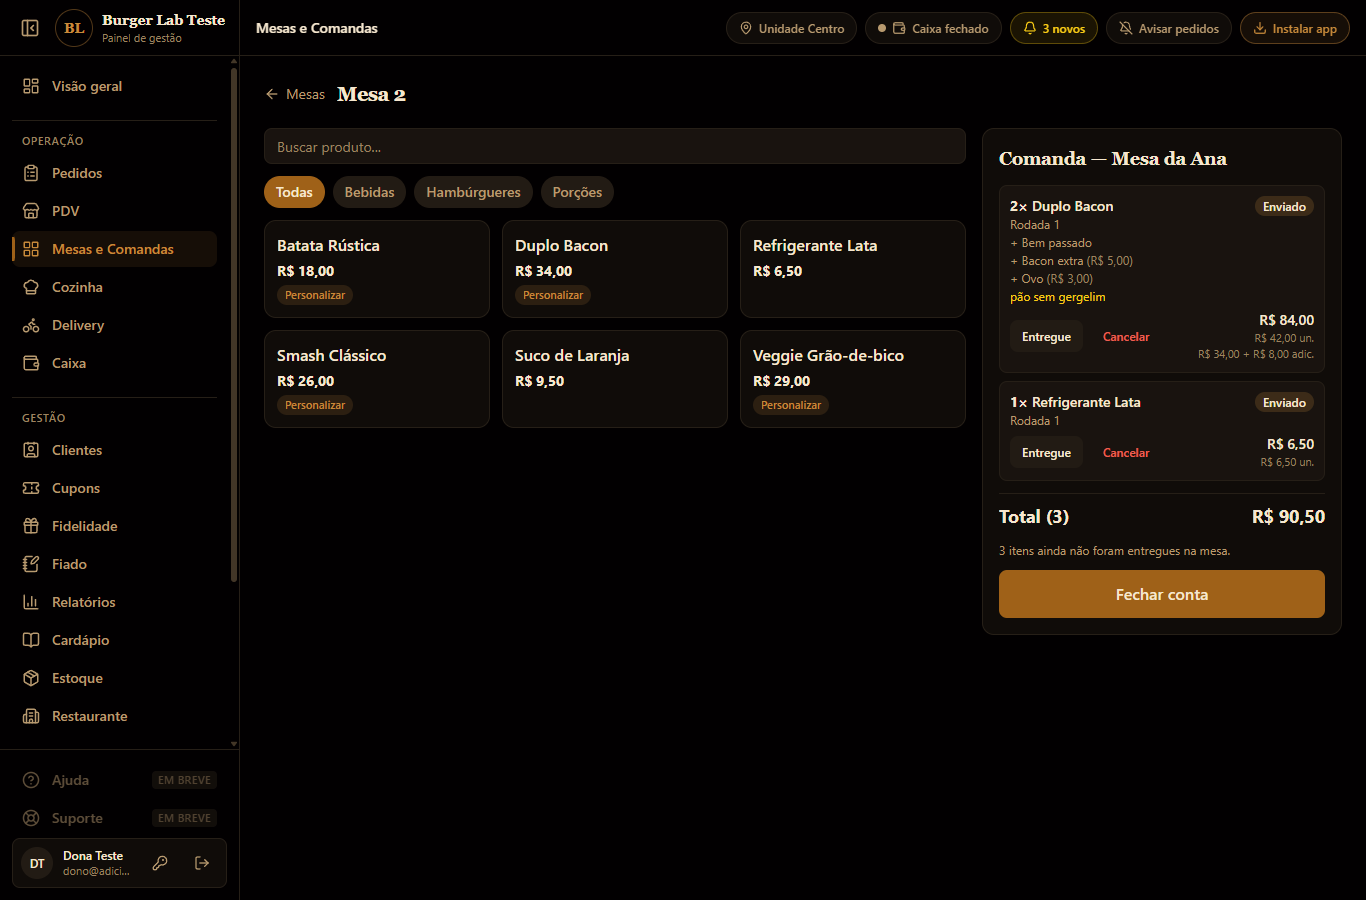 BL
Burger Lab Teste
Painel de gestão
Visão geral
OPERAÇÃO
Pedidos
PDV
Mesas e Comandas
Cozinha
Delivery
Caixa
GESTÃO
Clientes
Cupons
Fidelidade
Fiado
Relatórios
Cardápio
Estoque
Restaurante
Ajuda EM BREVE
Suporte EM BREVE
DT
Dona Teste
dono@adici...
Mesas e Comandas
Unidade Centro
Caixa fechado
3 novos
Avisar pedidos
Instalar app
Mesas
Mesa 2
Buscar produto...
Todas Bebidas Hambúrgueres Porções
Batata Rústica
R$ 18,00
Personalizar
Duplo Bacon
R$ 34,00
Personalizar
Refrigerante Lata
R$ 6,50
Smash Clássico
R$ 26,00
Personalizar
Suco de Laranja
R$ 9,50
Veggie Grão-de-bico
R$ 29,00
Personalizar
Comanda — Mesa da Ana
2× Duplo Bacon Enviado
Rodada 1
+ Bem passado
+ Bacon extra (R$ 5,00)
+ Ovo (R$ 3,00)
pão sem gergelim
Entregue Cancelar
R$ 84,00
R$ 42,00 un.
R$ 34,00 + R$ 8,00 adic.
1× Refrigerante Lata Enviado
Rodada 1
Entregue Cancelar
R$ 6,50
R$ 6,50 un.
Total (3) R$ 90,50
3 itens ainda não foram entregues na mesa.
Fechar conta